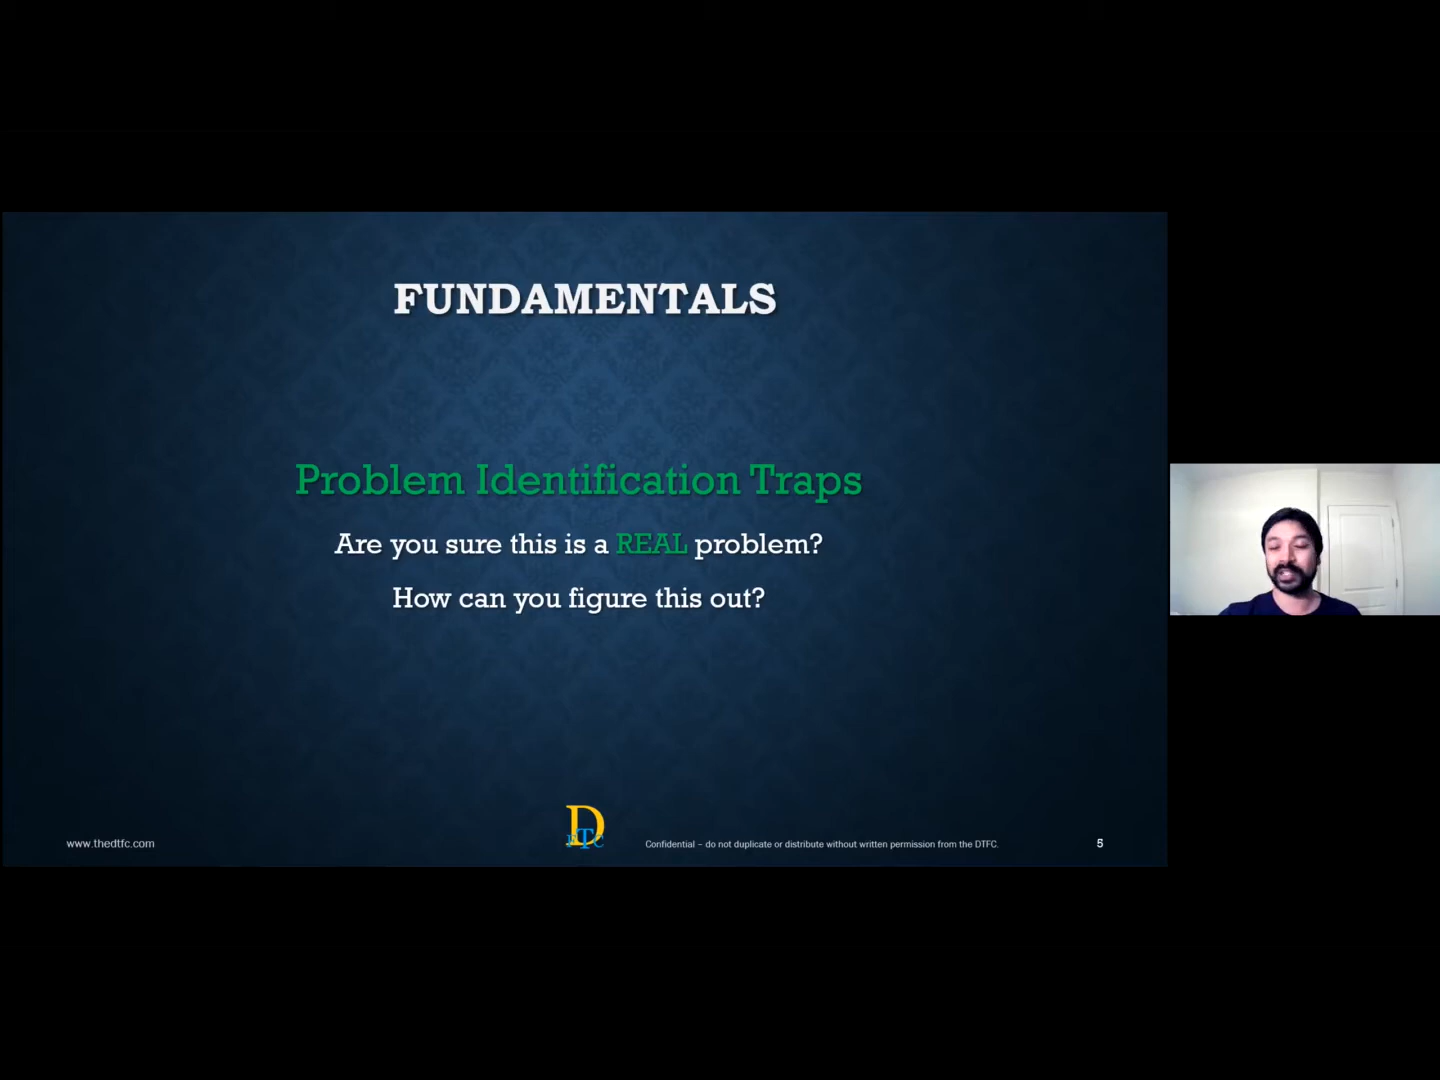 FUNDAMENTALS
Problem Identification Traps
Are you sure this is a REAL problem?
How can you figure this out?
www.thedtfc.com
D
FTC
Confidential – do not duplicate or distribute without written permission from the DTFC.
5